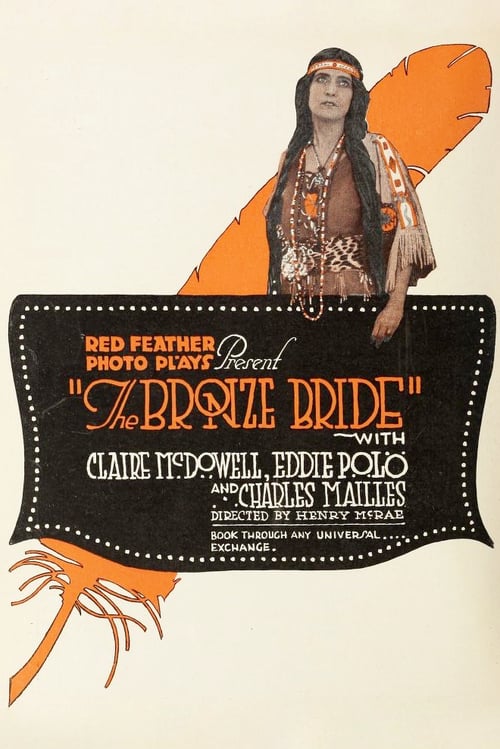 RED FEATHER
PHOTO PLAYS Present
"The BRONZE BRIDE"
WITH
CLAIRE McDOWELL, EDDIE POLO
AND CHARLES MAILLES
DIRECTED BY HENRY McRAE
BOOK THROUGH ANY UNIVERSAL....
EXCHANGE.